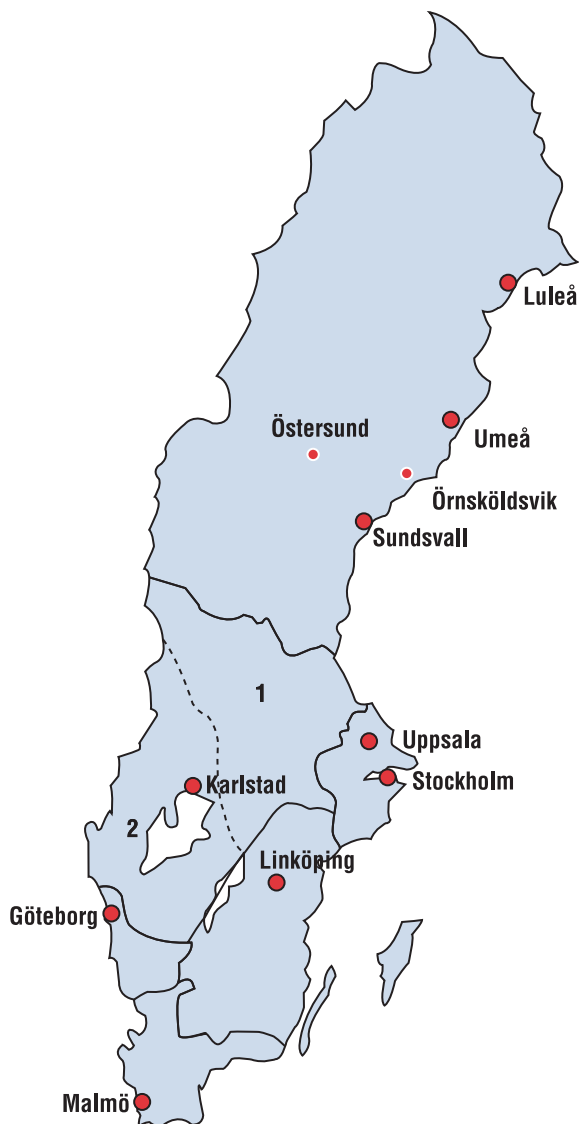 Luleå
Östersund
Umeå
Örnsköldsvik
Sundsvall
1
Uppsala
Stockholm
Karlstad
2
Linköping
Göteborg
Malmö